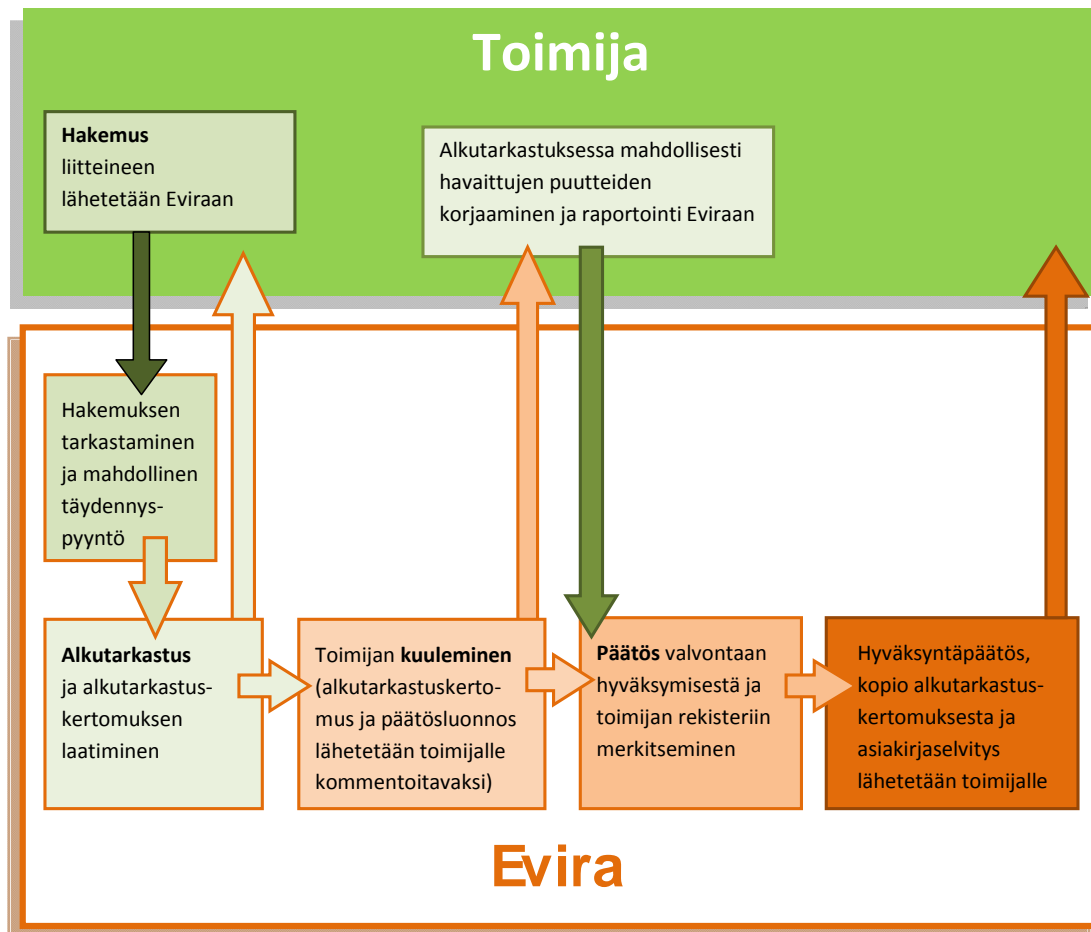 Toimija
Hakemus
liitteineen
lähetetään Eviraan
Alkutarkastuksessa mahdollisesti
havaittujen puutteiden
korjaaminen ja raportointi Eviraan
Hakemuksen
tarkastaminen
ja mahdollinen
täydennys-
pyyntö
Alkutarkastus
ja alkutarkastus-
kertomuksen
laatiminen
Toimijan kuuleminen
(alkutarkastuskerto-
mus ja päätösluonnos
lähetetään toimijalle
kommentoitavaksi)
Päätös valvontaan
hyväksymisestä ja
toimijan rekisteriin
merkitseminen
Hyväksyntäpäätös,
kopio alkutarkastus-
kertomuksesta ja
asiakirjaselvitys
lähetetään toimijalle
Evira